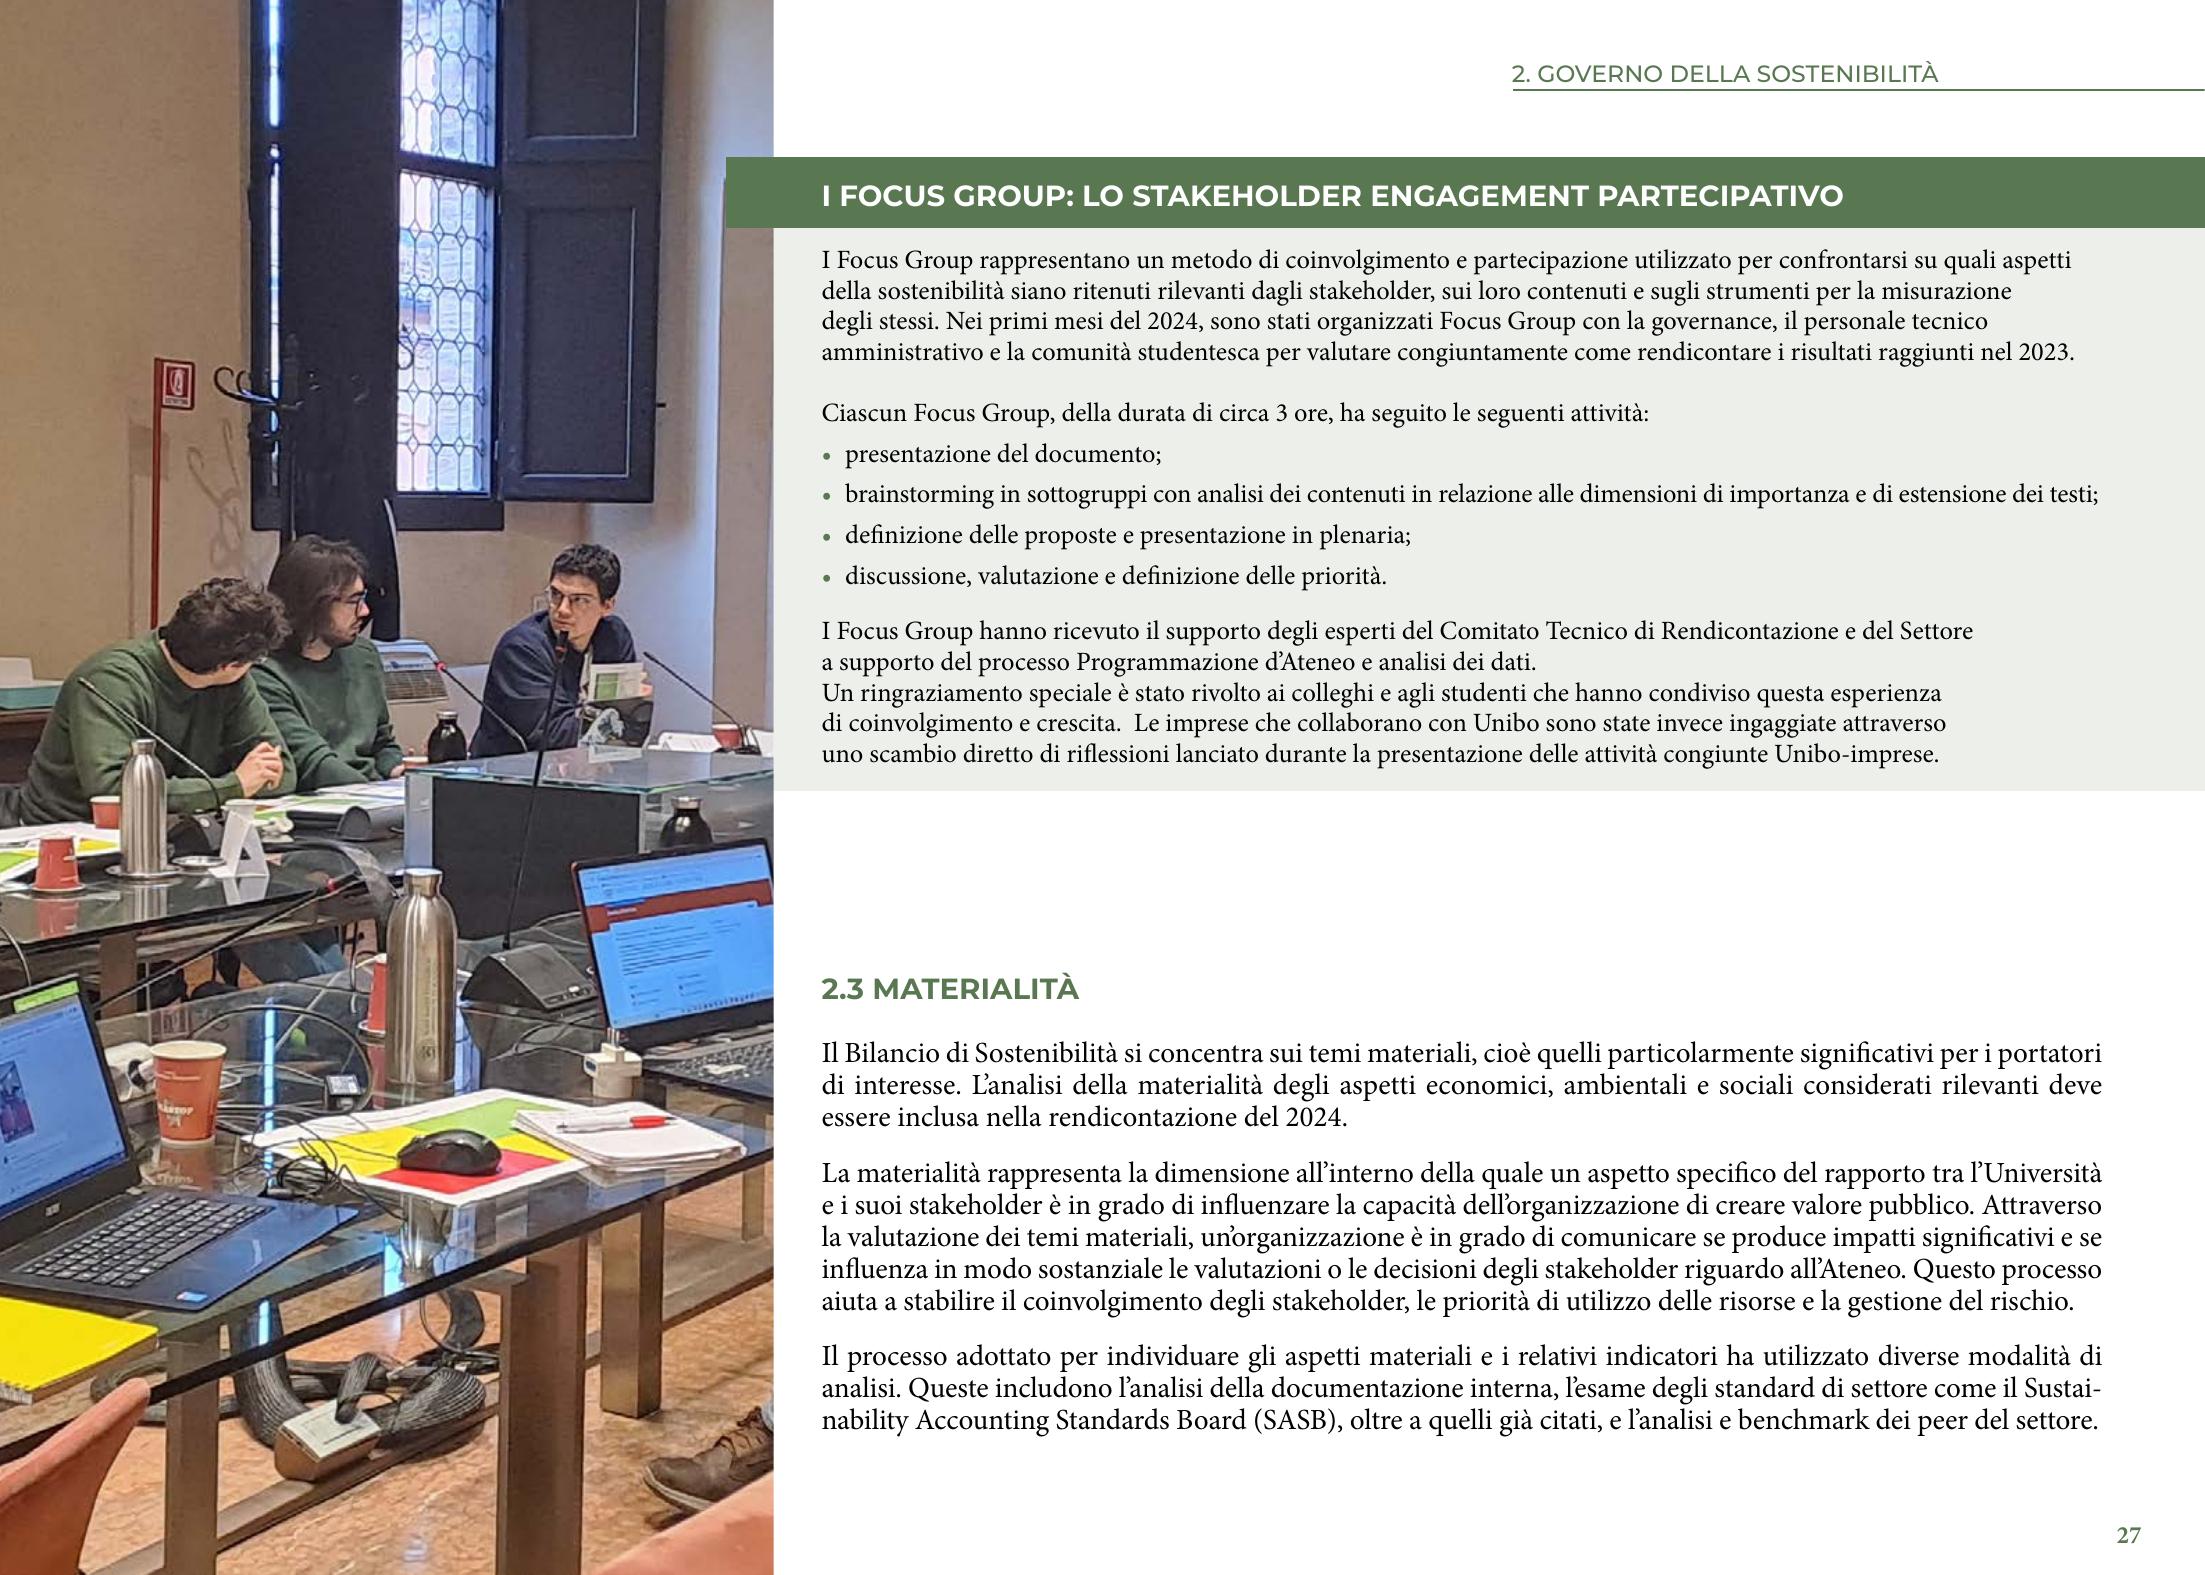 2. GOVERNO DELLA SOSTENIBILITÀ
I FOCUS GROUP: LO STAKEHOLDER ENGAGEMENT PARTECIPATIVO
I Focus Group rappresentano un metodo di coinvolgimento e partecipazione utilizzato per confrontarsi su quali aspetti
della sostenibilità siano ritenuti rilevanti dagli stakeholder, sui loro contenuti e sugli strumenti per la misurazione
degli stessi. Nei primi mesi del 2024, sono stati organizzati Focus Group con la governance, il personale tecnico
amministrativo e la comunità studentesca per valutare congiuntamente come rendicontare i risultati raggiunti nel 2023.
Ciascun Focus Group, della durata di circa 3 ore, ha seguito le seguenti attività:
• presentazione del documento;
• brainstorming in sottogruppi con analisi dei contenuti in relazione alle dimensioni di importanza e di estensione dei testi;
• definizione delle proposte e presentazione in plenaria;
• discussione, valutazione e definizione delle priorità.
I Focus Group hanno ricevuto il supporto degli esperti del Comitato Tecnico di Rendicontazione e del Settore
a supporto del processo Programmazione d’Ateneo e analisi dei dati.
Un ringraziamento speciale è stato rivolto ai colleghi e agli studenti che hanno condiviso questa esperienza
di coinvolgimento e crescita.  Le imprese che collaborano con Unibo sono state invece ingaggiate attraverso
uno scambio diretto di riflessioni lanciato durante la presentazione delle attività congiunte Unibo-imprese.
2.3 MATERIALITÀ
Il Bilancio di Sostenibilità si concentra sui temi materiali, cioè quelli particolarmente significativi per i portatori
di interesse. L’analisi della materialità degli aspetti economici, ambientali e sociali considerati rilevanti deve
essere inclusa nella rendicontazione del 2024.
La materialità rappresenta la dimensione all’interno della quale un aspetto specifico del rapporto tra l’Università
e i suoi stakeholder è in grado di influenzare la capacità dell’organizzazione di creare valore pubblico. Attraverso
la valutazione dei temi materiali, un’organizzazione è in grado di comunicare se produce impatti significativi e se
influenza in modo sostanziale le valutazioni o le decisioni degli stakeholder riguardo all’Ateneo. Questo processo
aiuta a stabilire il coinvolgimento degli stakeholder, le priorità di utilizzo delle risorse e la gestione del rischio.
Il processo adottato per individuare gli aspetti materiali e i relativi indicatori ha utilizzato diverse modalità di
analisi. Queste includono l’analisi della documentazione interna, l’esame degli standard di settore come il Sustai-
nability Accounting Standards Board (SASB), oltre a quelli già citati, e l’analisi e benchmark dei peer del settore.
27